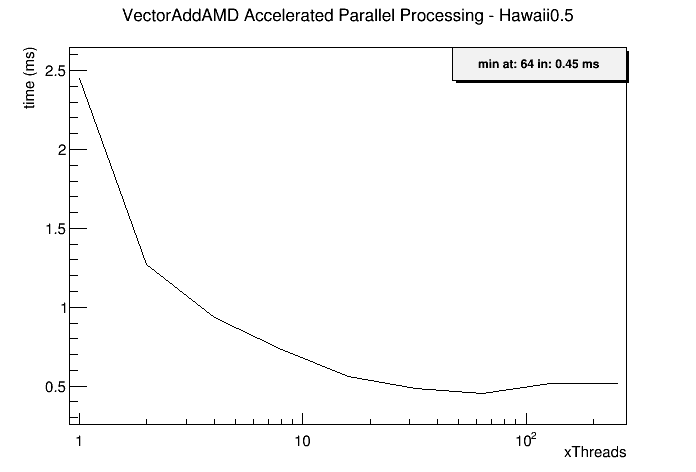 VectorAddAMD Accelerated Parallel Processing - Hawaii0.5
time (ms)
min at: 64 in: 0.45 ms
2.5
2
1.5
1
0.5
1 10 10²
xThreads